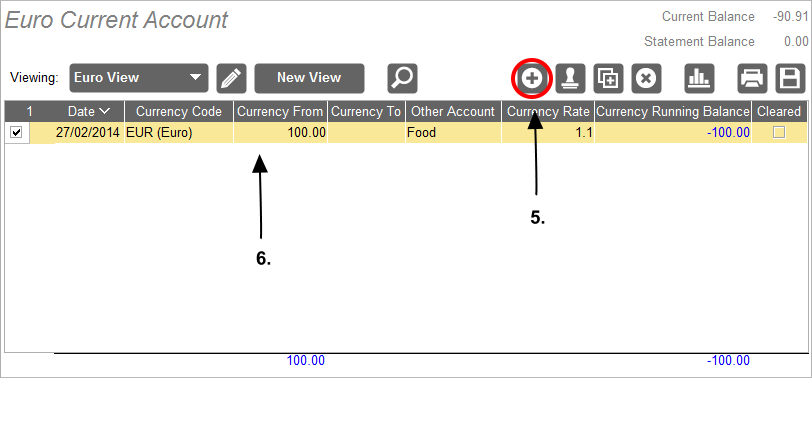 Euro Current Account
Current Balance -90.91
Statement Balance 0.00
Viewing: Euro View New View
1 Date Currency Code Currency From Currency To Other Account Currency Rate Currency Running Balance Cleared
27/02/2014 EUR (Euro) 100.00 Food 1.1 -100.00
5.
6.
100.00 -100.00